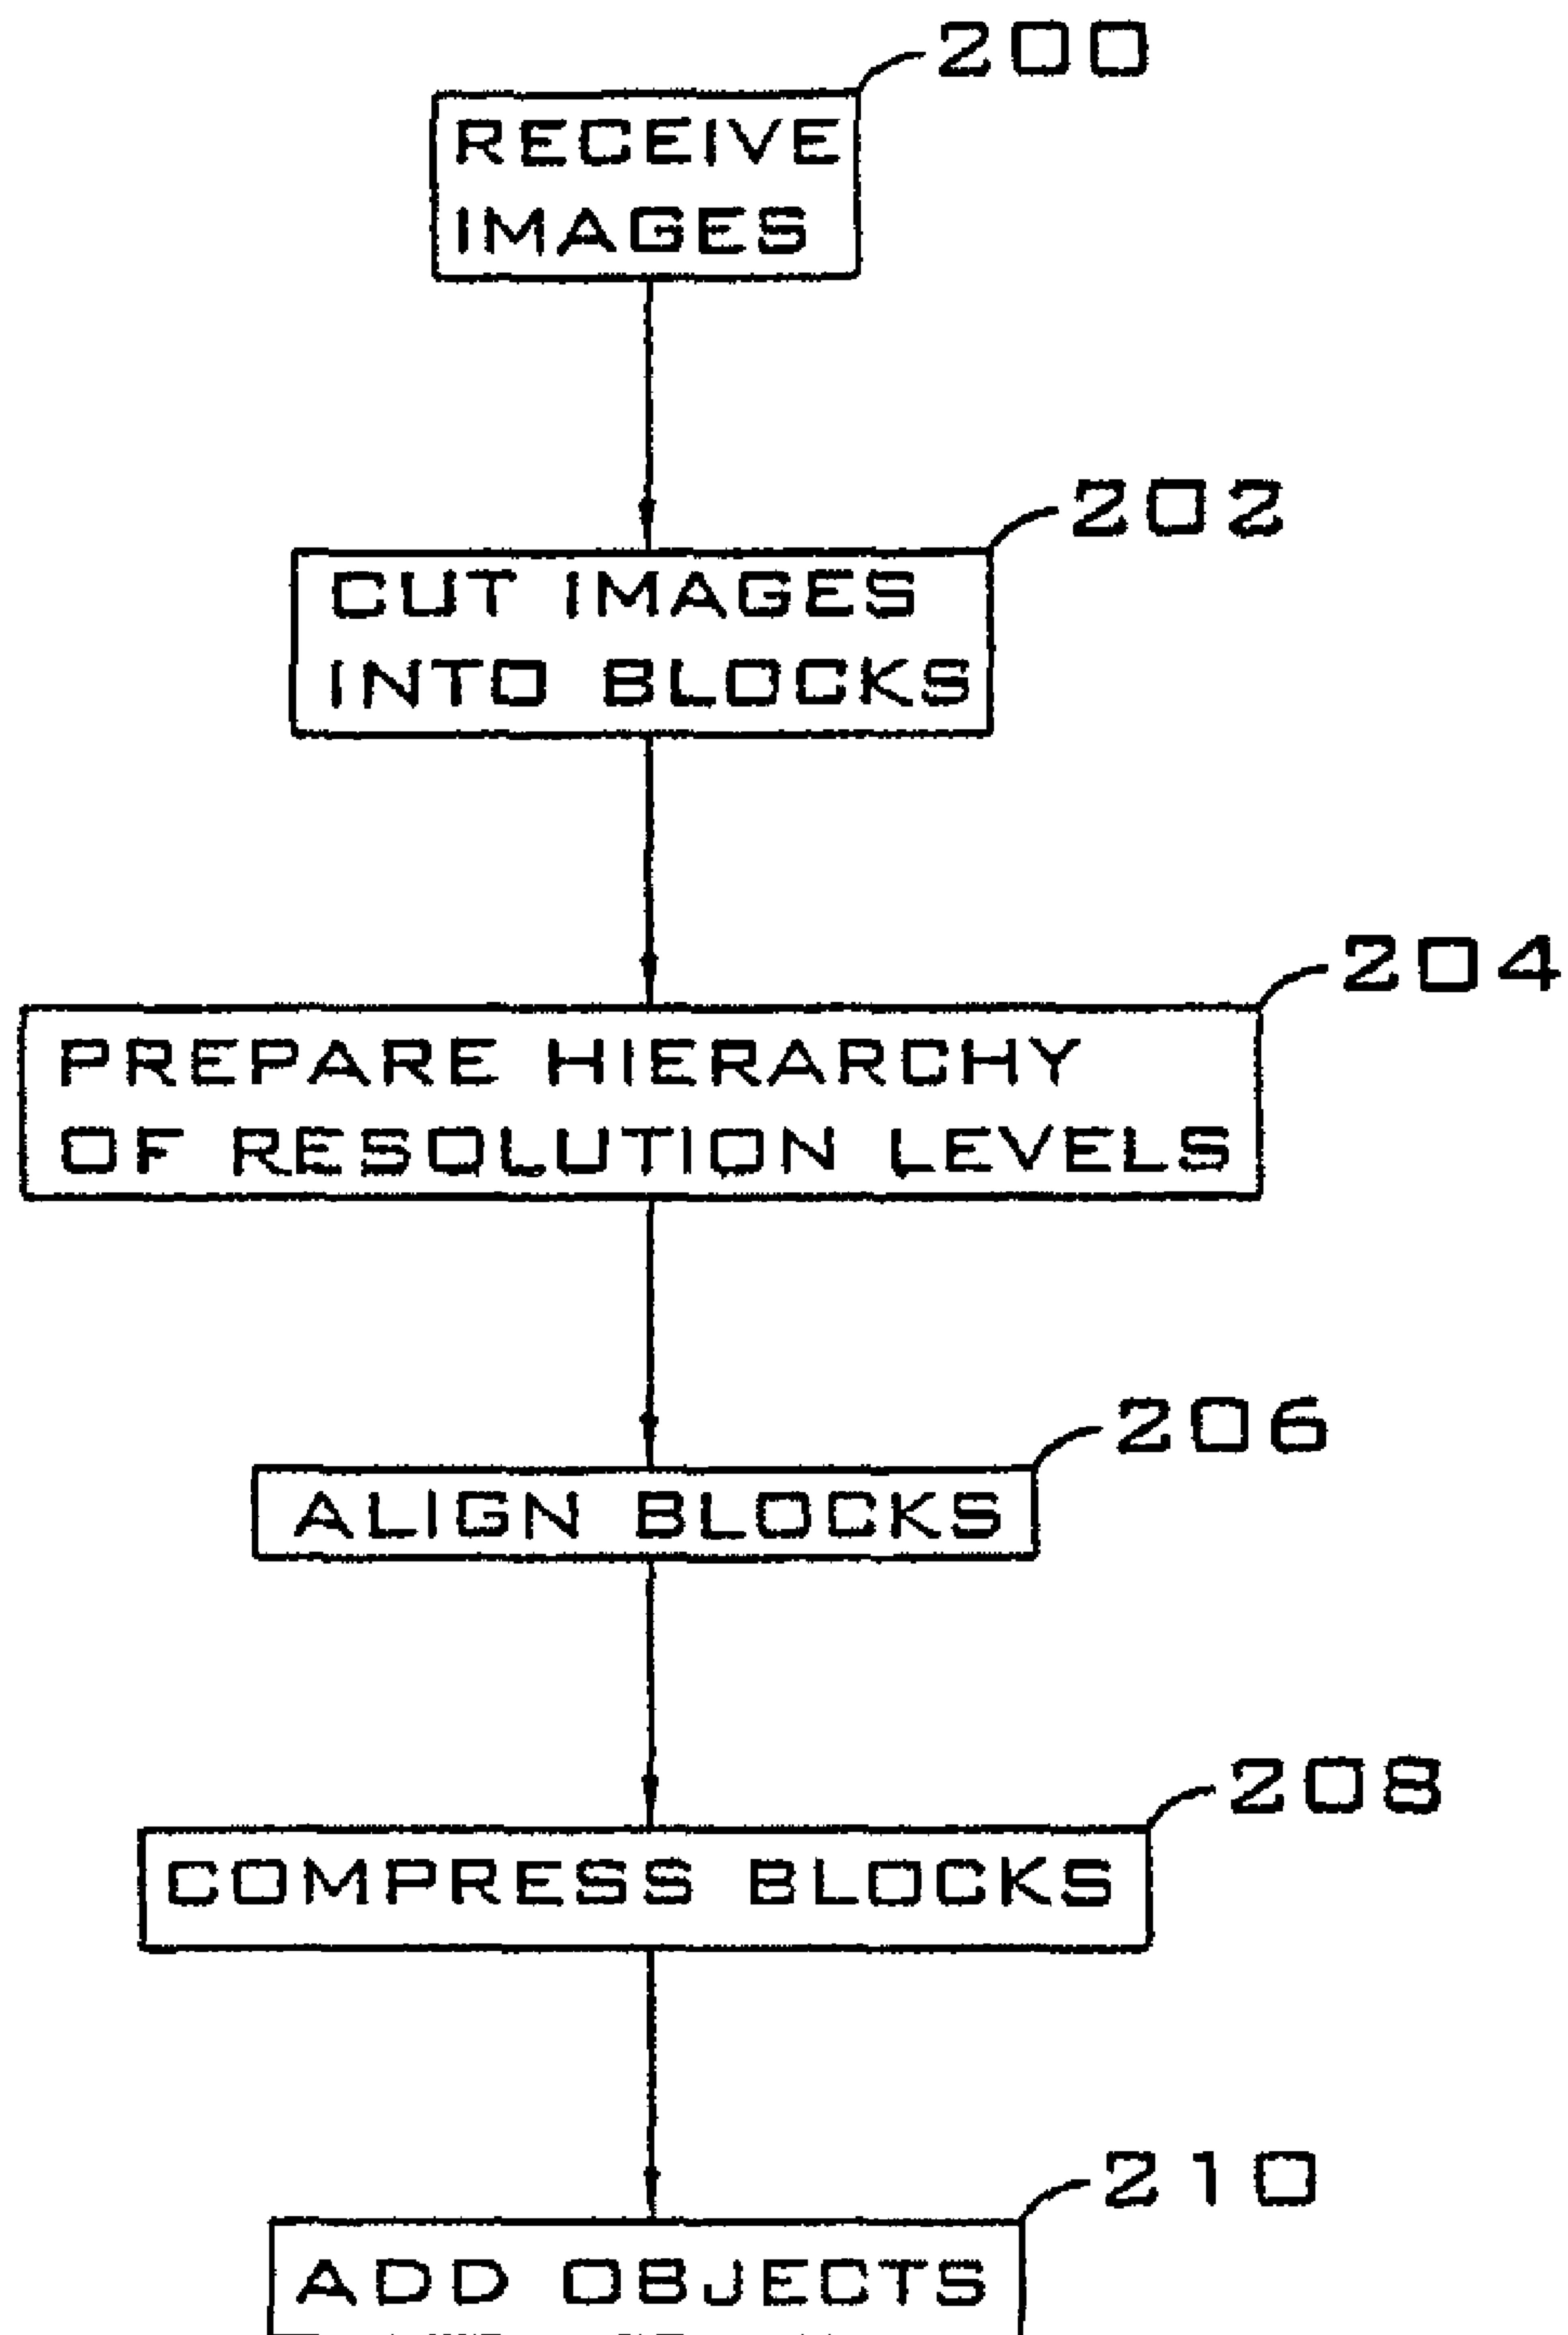 200
RECEIVE
IMAGES
202
CUT IMAGES
INTO BLOCKS
204
PREPARE HIERARCHY
OF RESOLUTION LEVELS
206
ALIGN BLOCKS
208
COMPRESS BLOCKS
210
ADD OBJECTS